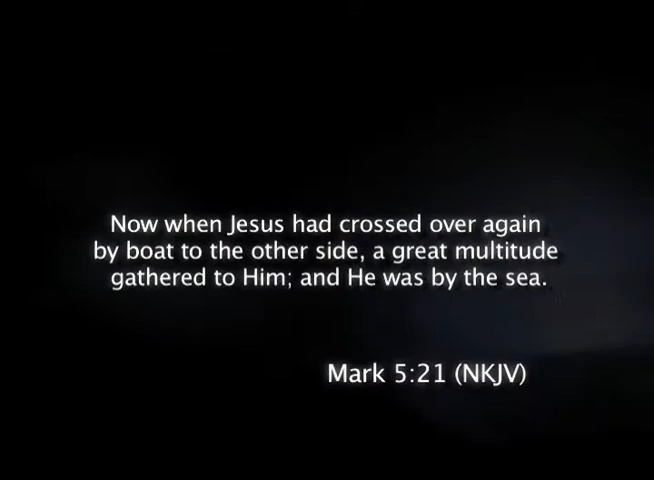 Now when Jesus had crossed over again
by boat to the other side, a great multitude
gathered to Him; and He was by the sea.
Mark 5:21 (NKJV)